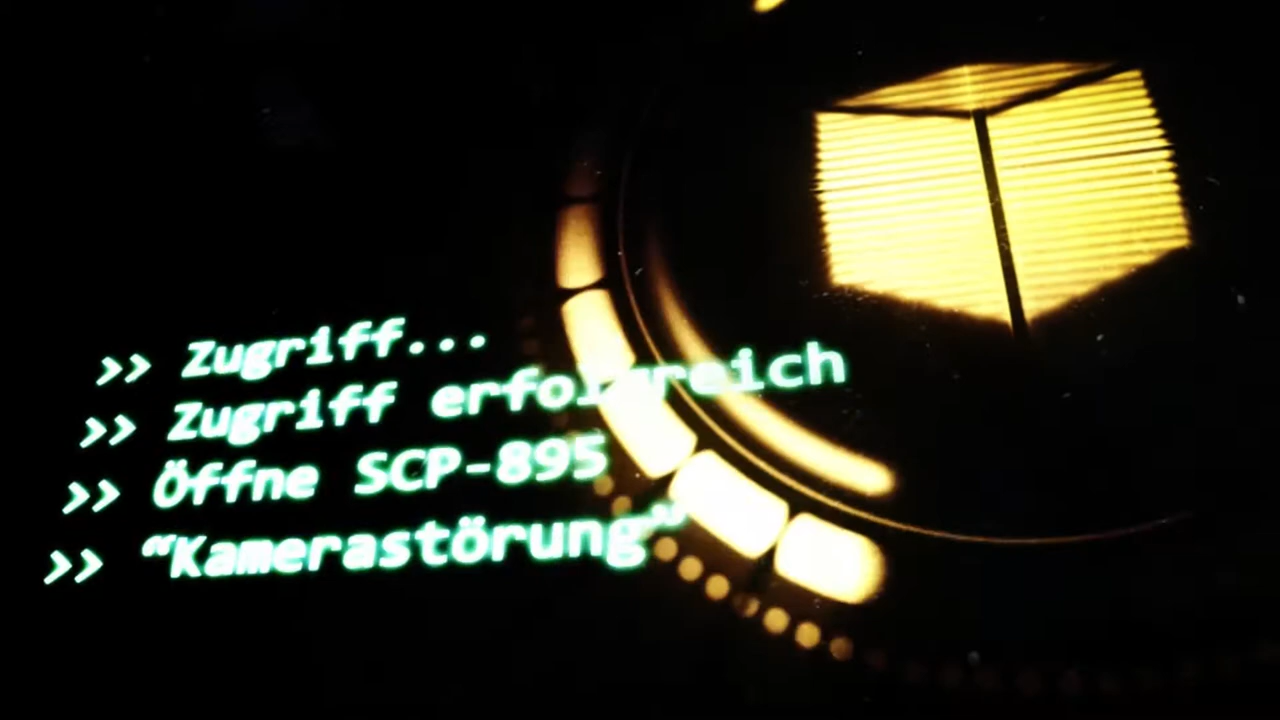 >> Zugriff...
>> Zugriff erfolgreich
>> Öffne SCP-895
>> “Kamerastörung”